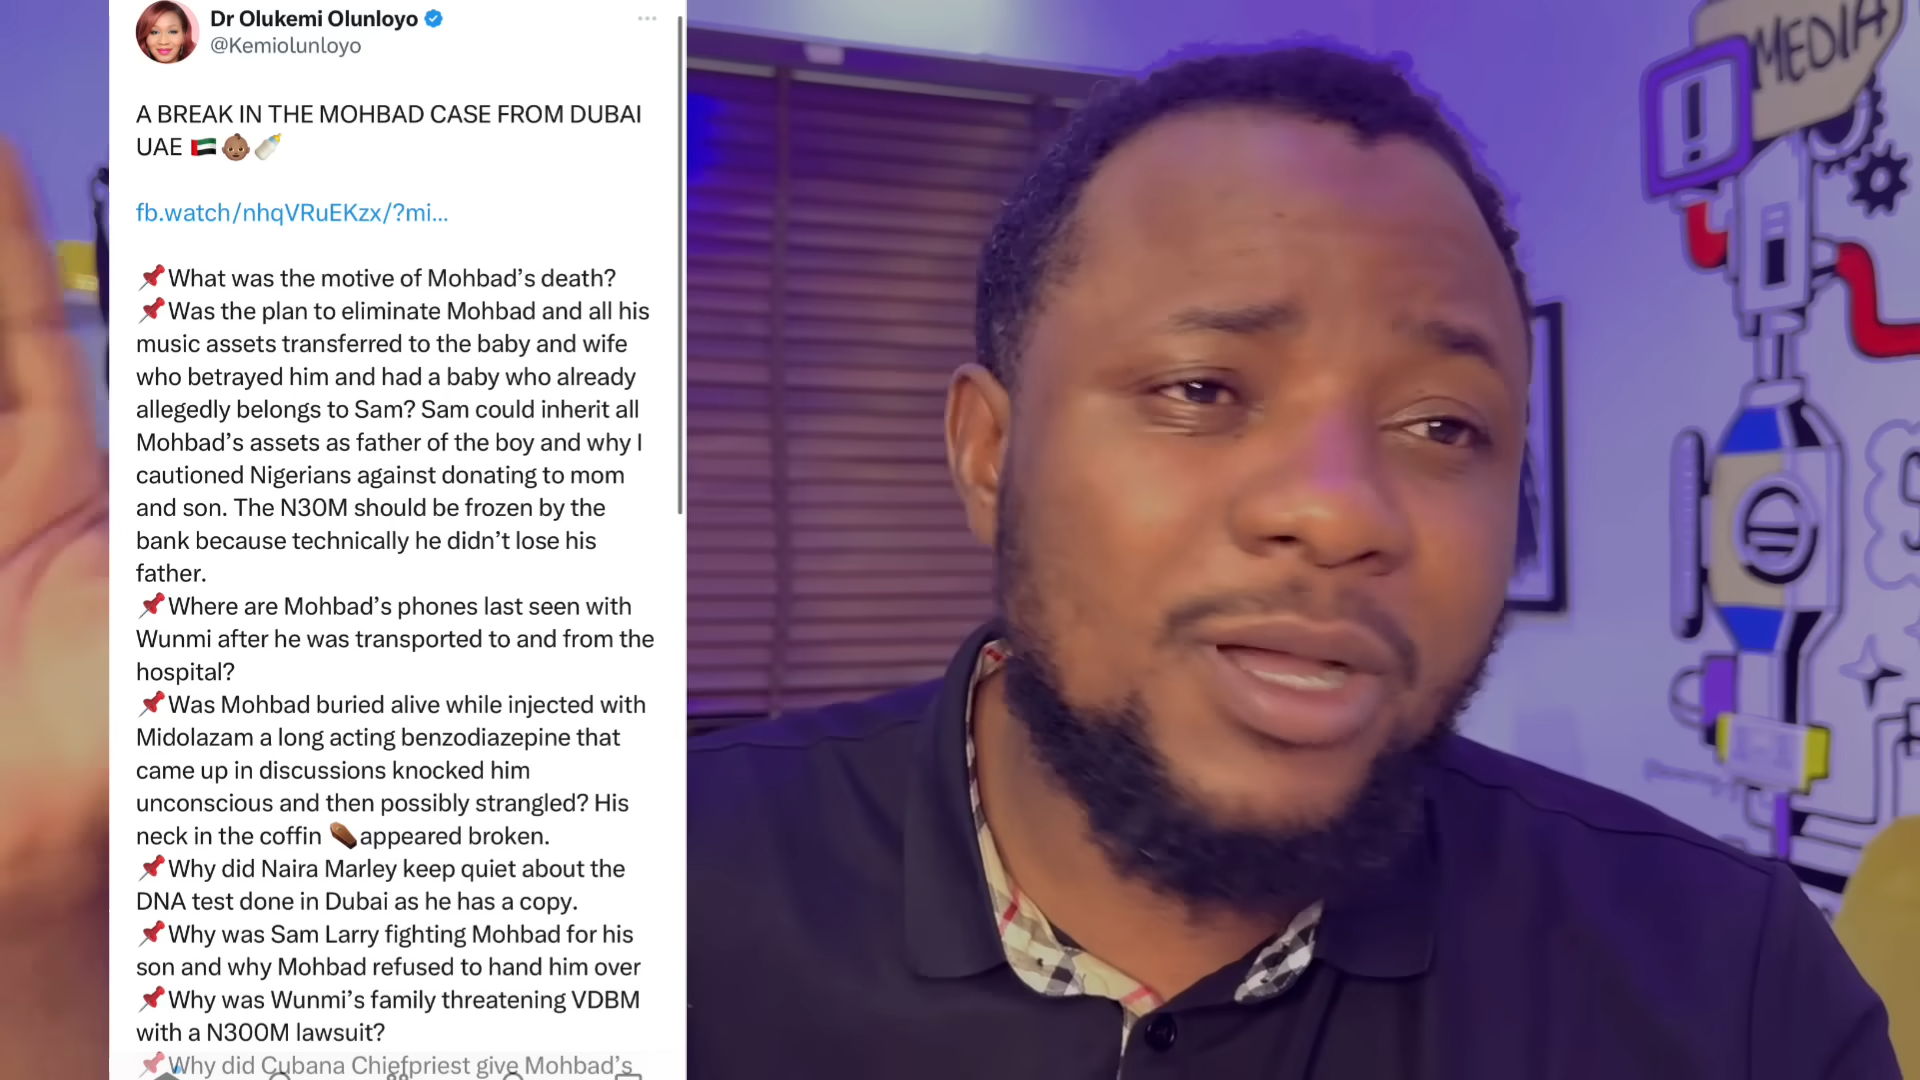 Dr Olukemi Olunloyo
@Kemiolunloyo
A BREAK IN THE MOHBAD CASE FROM DUBAI
UAE 🇦🇪👶🏾🍼
fb.watch/nhqVRuEKzx/?mi...
📌What was the motive of Mohbad’s death?
📌Was the plan to eliminate Mohbad and all his
music assets transferred to the baby and wife
who betrayed him and had a baby who already
allegedly belongs to Sam? Sam could inherit all
Mohbad’s assets as father of the boy and why I
cautioned Nigerians against donating to mom
and son. The N30M should be frozen by the
bank because technically he didn’t lose his
father.
📌Where are Mohbad’s phones last seen with
Wunmi after he was transported to and from the
hospital?
📌Was Mohbad buried alive while injected with
Midolazam a long acting benzodiazepine that
came up in discussions knocked him
unconscious and then possibly strangled? His
neck in the coffin ⚰️appeared broken.
📌Why did Naira Marley keep quiet about the
DNA test done in Dubai as he has a copy.
📌Why was Sam Larry fighting Mohbad for his
son and why Mohbad refused to hand him over
📌Why was Wunmi’s family threatening VDBM
with a N300M lawsuit?
📌Why did Cubana Chiefpriest give Mohbad’s
MEDIA